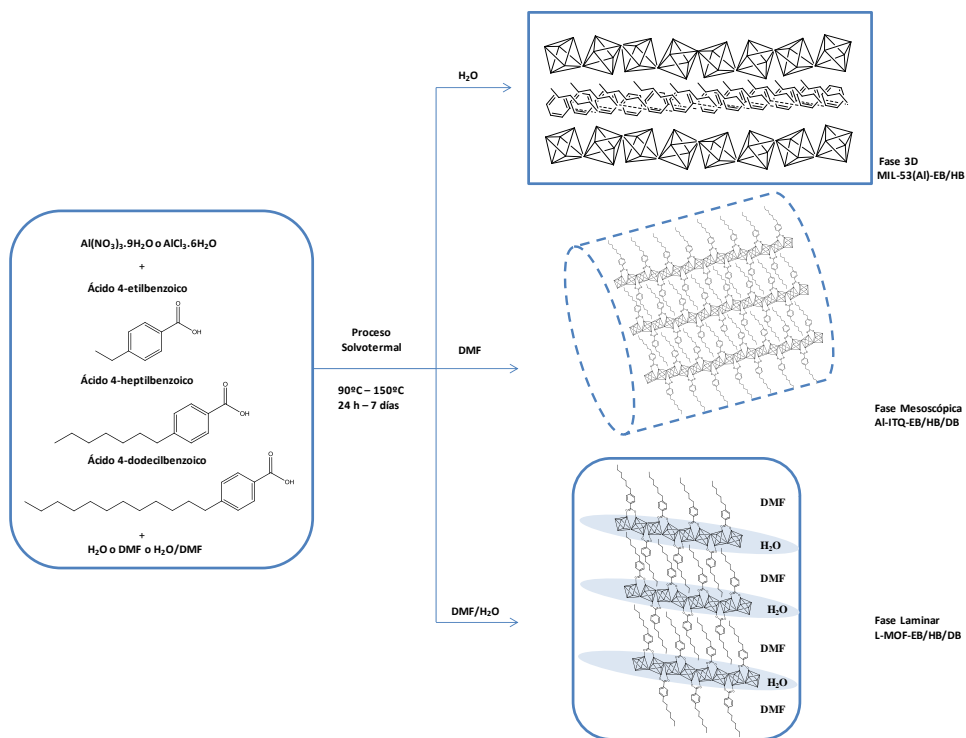 Al(NO₃)₃.9H₂O o AlCl₃.6H₂O
+
Ácido 4-etilbenzoico
O
OH
Ácido 4-heptilbenzoico
O
OH
Ácido 4-dodecilbenzoico
O
OH
+
H₂O o DMF o H₂O/DMF
Proceso
Solvotermal
90ºC – 150ºC
24 h – 7 días
H₂O
Fase 3D
MIL-53(Al)-EB/HB
DMF
Fase Mesoscópica
Al-ITQ-EB/HB/DB
DMF/H₂O
DMF
H₂O
DMF
H₂O
DMF
H₂O
DMF
Fase Laminar
L-MOF-EB/HB/DB